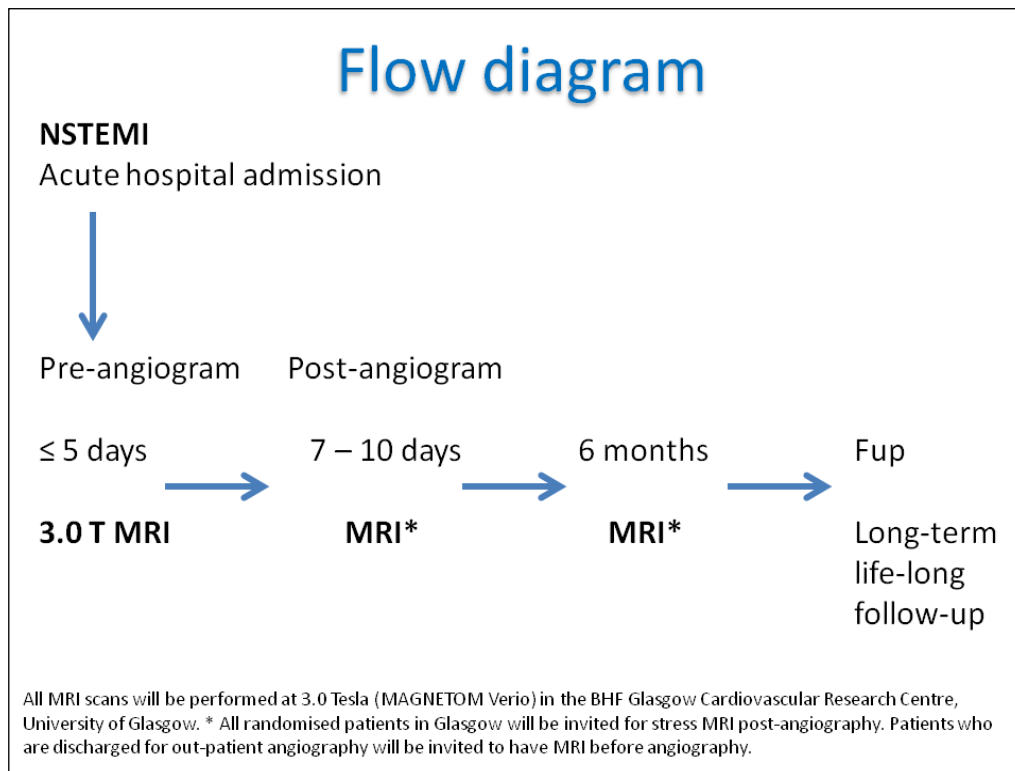 Flow diagram
NSTEMI
Acute hospital admission
Pre-angiogram Post-angiogram
≤ 5 days 7 – 10 days 6 months Fup
3.0 T MRI MRI* MRI* Long-term
life-long
follow-up
All MRI scans will be performed at 3.0 Tesla (MAGNETOM Verio) in the BHF Glasgow Cardiovascular Research Centre,
University of Glasgow. * All randomised patients in Glasgow will be invited for stress MRI post-angiography. Patients who
are discharged for out-patient angiography will be invited to have MRI before angiography.